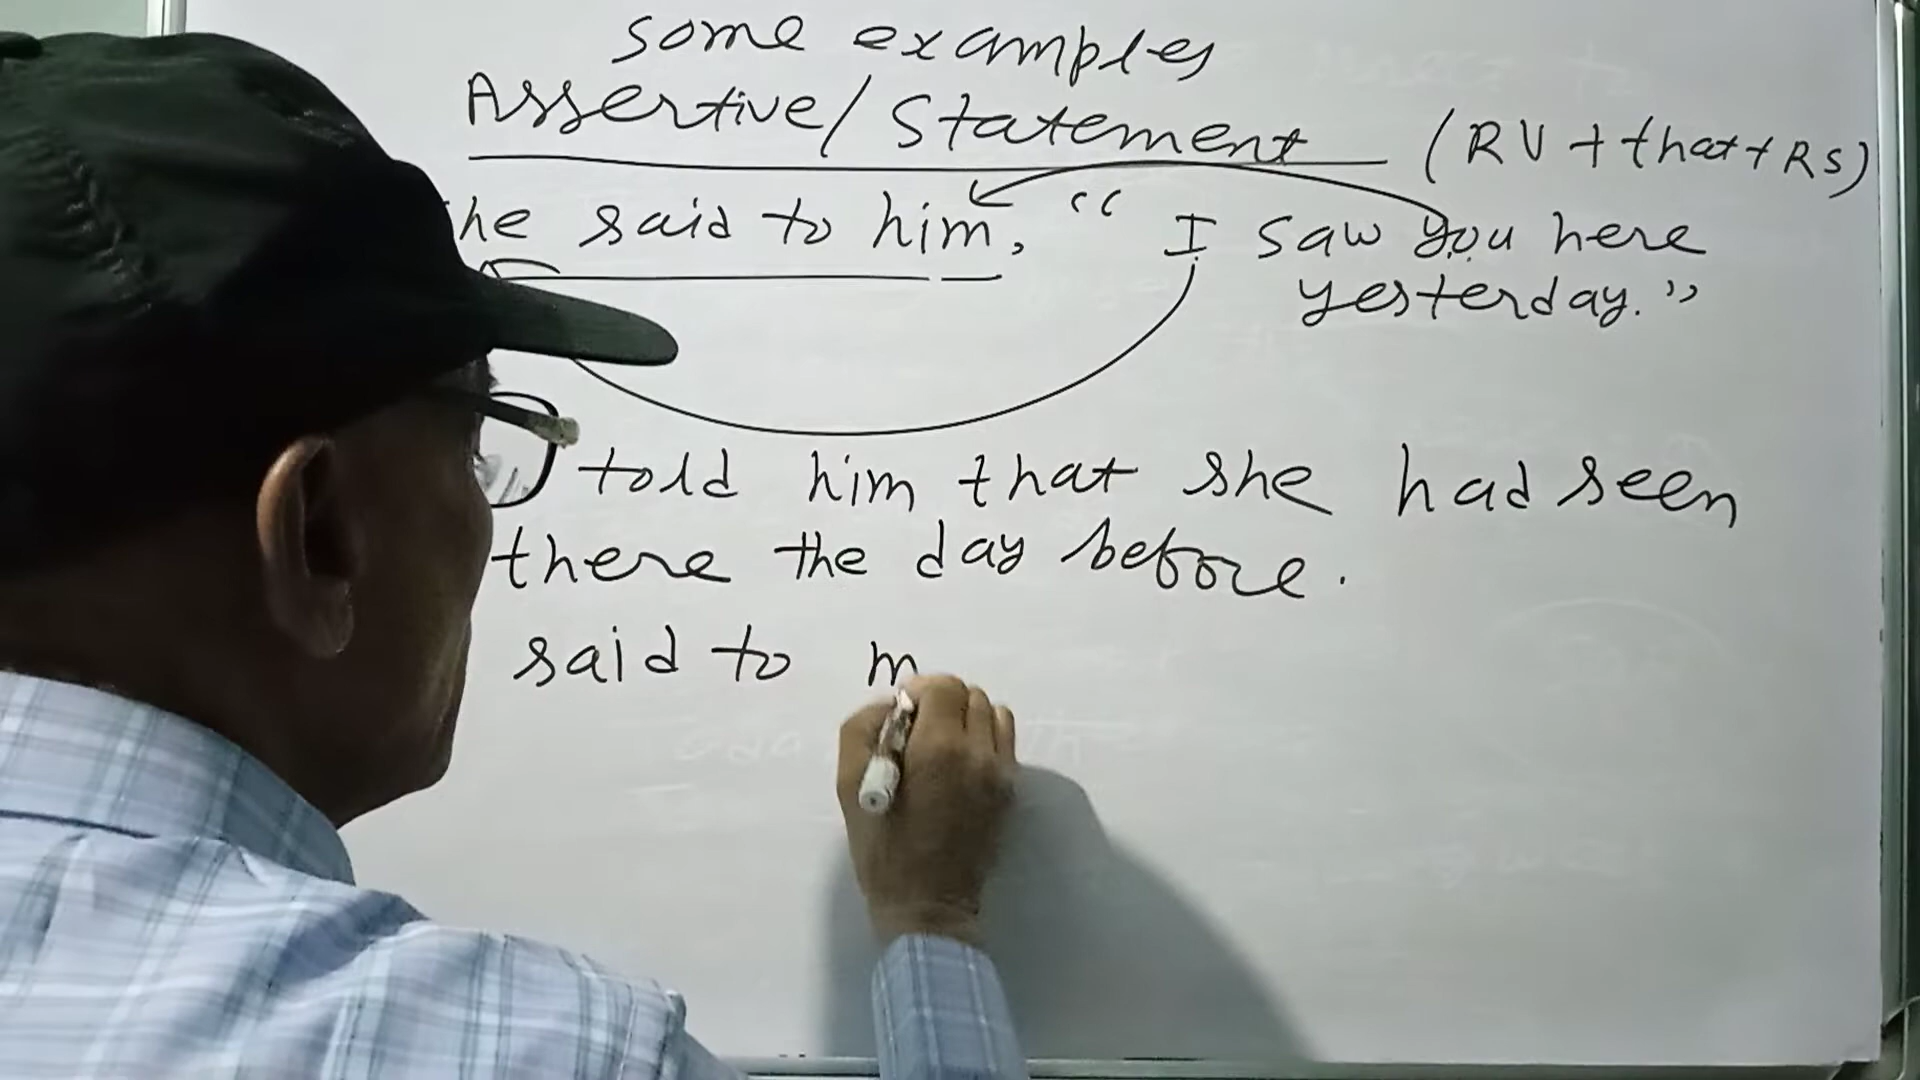 some examples
Assertive/Statement (RV + that + RS)
he said to him, "I saw you here
yesterday."
told him that she had seen
there the day before.
said to m